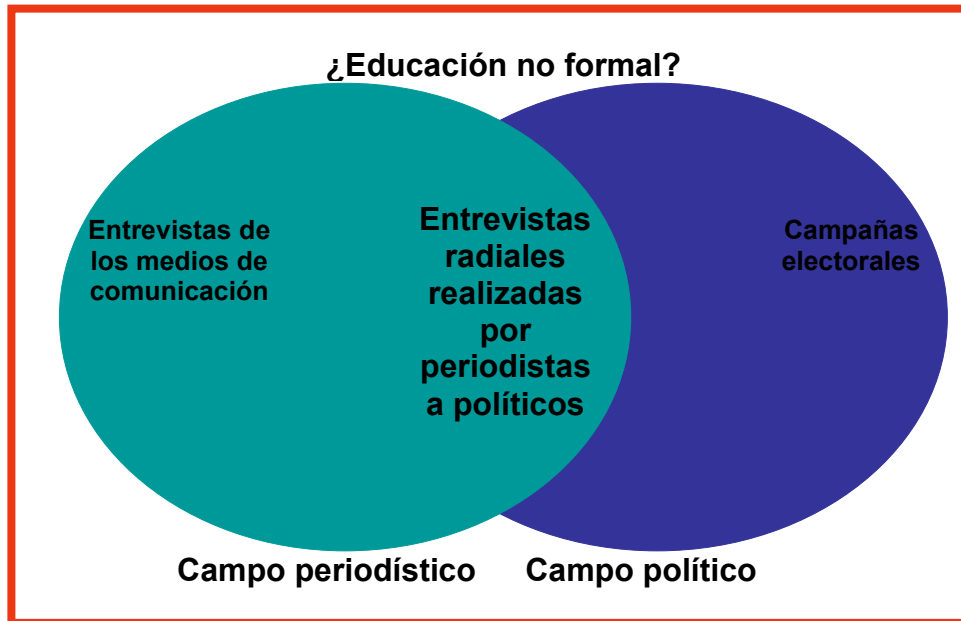 ¿Educación no formal?
Entrevistas de
los medios de
comunicación
Entrevistas
radiales
realizadas
por
periodistas
a políticos
Campañas
electorales
Campo periodístico
Campo político